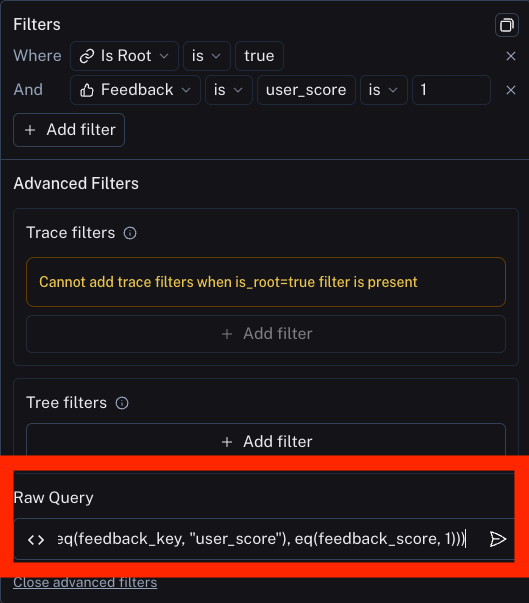 Filters
Where Is Root is true
And Feedback is user_score is 1
+ Add filter
Advanced Filters
Trace filters
Cannot add trace filters when is_root=true filter is present
+ Add filter
Tree filters
+ Add filter
Raw Query
<> eq(feedback_key, "user_score"), eq(feedback_score, 1)))
Close advanced filters